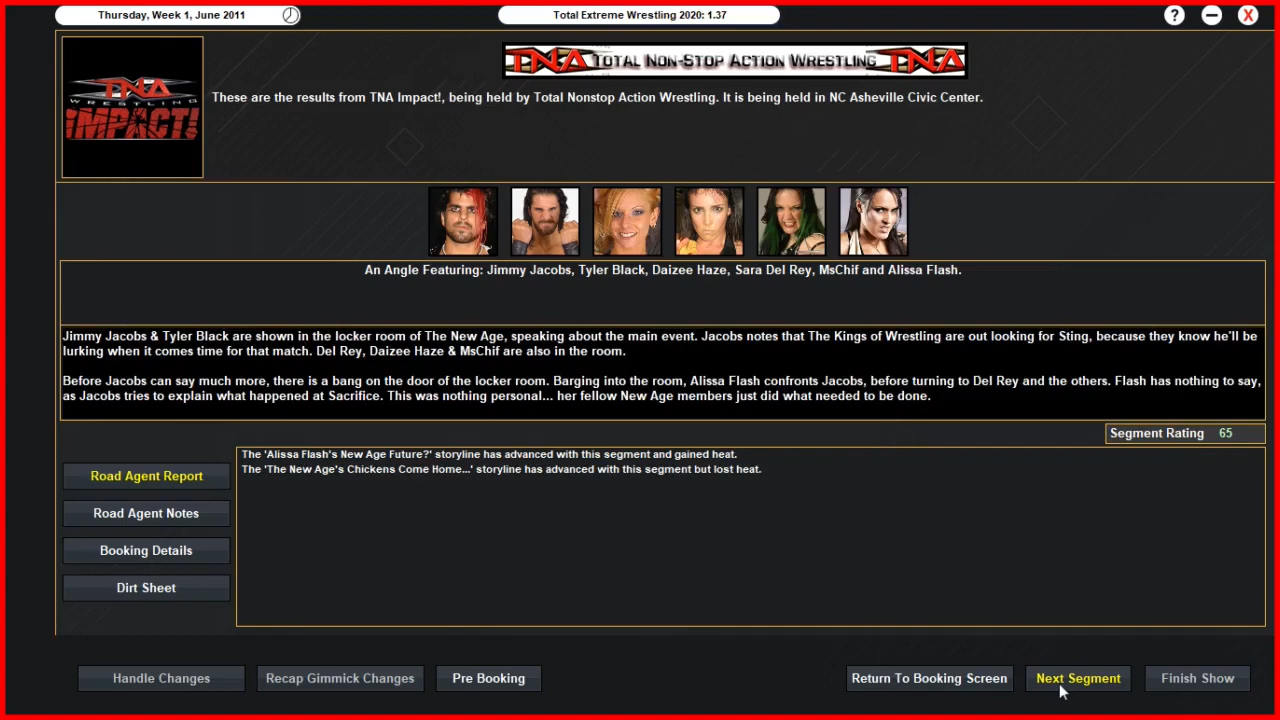 Thursday, Week 1, June 2011
Total Extreme Wrestling 2020: 1.37
? X
TNA
WRESTLING
iMPACT!
TNA TOTAL NON-STOP ACTION WRESTLING TNA
These are the results from TNA Impact!, being held by Total Nonstop Action Wrestling. It is being held in NC Asheville Civic Center.
An Angle Featuring: Jimmy Jacobs, Tyler Black, Daizee Haze, Sara Del Rey, MsChif and Alissa Flash.
Jimmy Jacobs & Tyler Black are shown in the locker room of The New Age, speaking about the main event. Jacobs notes that The Kings of Wrestling are out looking for Sting, because they know he'll be
lurking when it comes time for that match. Del Rey, Daizee Haze & MsChif are also in the room.
Before Jacobs can say much more, there is a bang on the door of the locker room. Barging into the room, Alissa Flash confronts Jacobs, before turning to Del Rey and the others. Flash has nothing to say,
as Jacobs tries to explain what happened at Sacrifice. This was nothing personal... her fellow New Age members just did what needed to be done.
Segment Rating 65
The 'Alissa Flash's New Age Future?' storyline has advanced with this segment and gained heat.
The 'The New Age's Chickens Come Home...' storyline has advanced with this segment but lost heat.
Road Agent Report
Road Agent Notes
Booking Details
Dirt Sheet
Handle Changes
Recap Gimmick Changes
Pre Booking
Return To Booking Screen
Next Segment
Finish Show